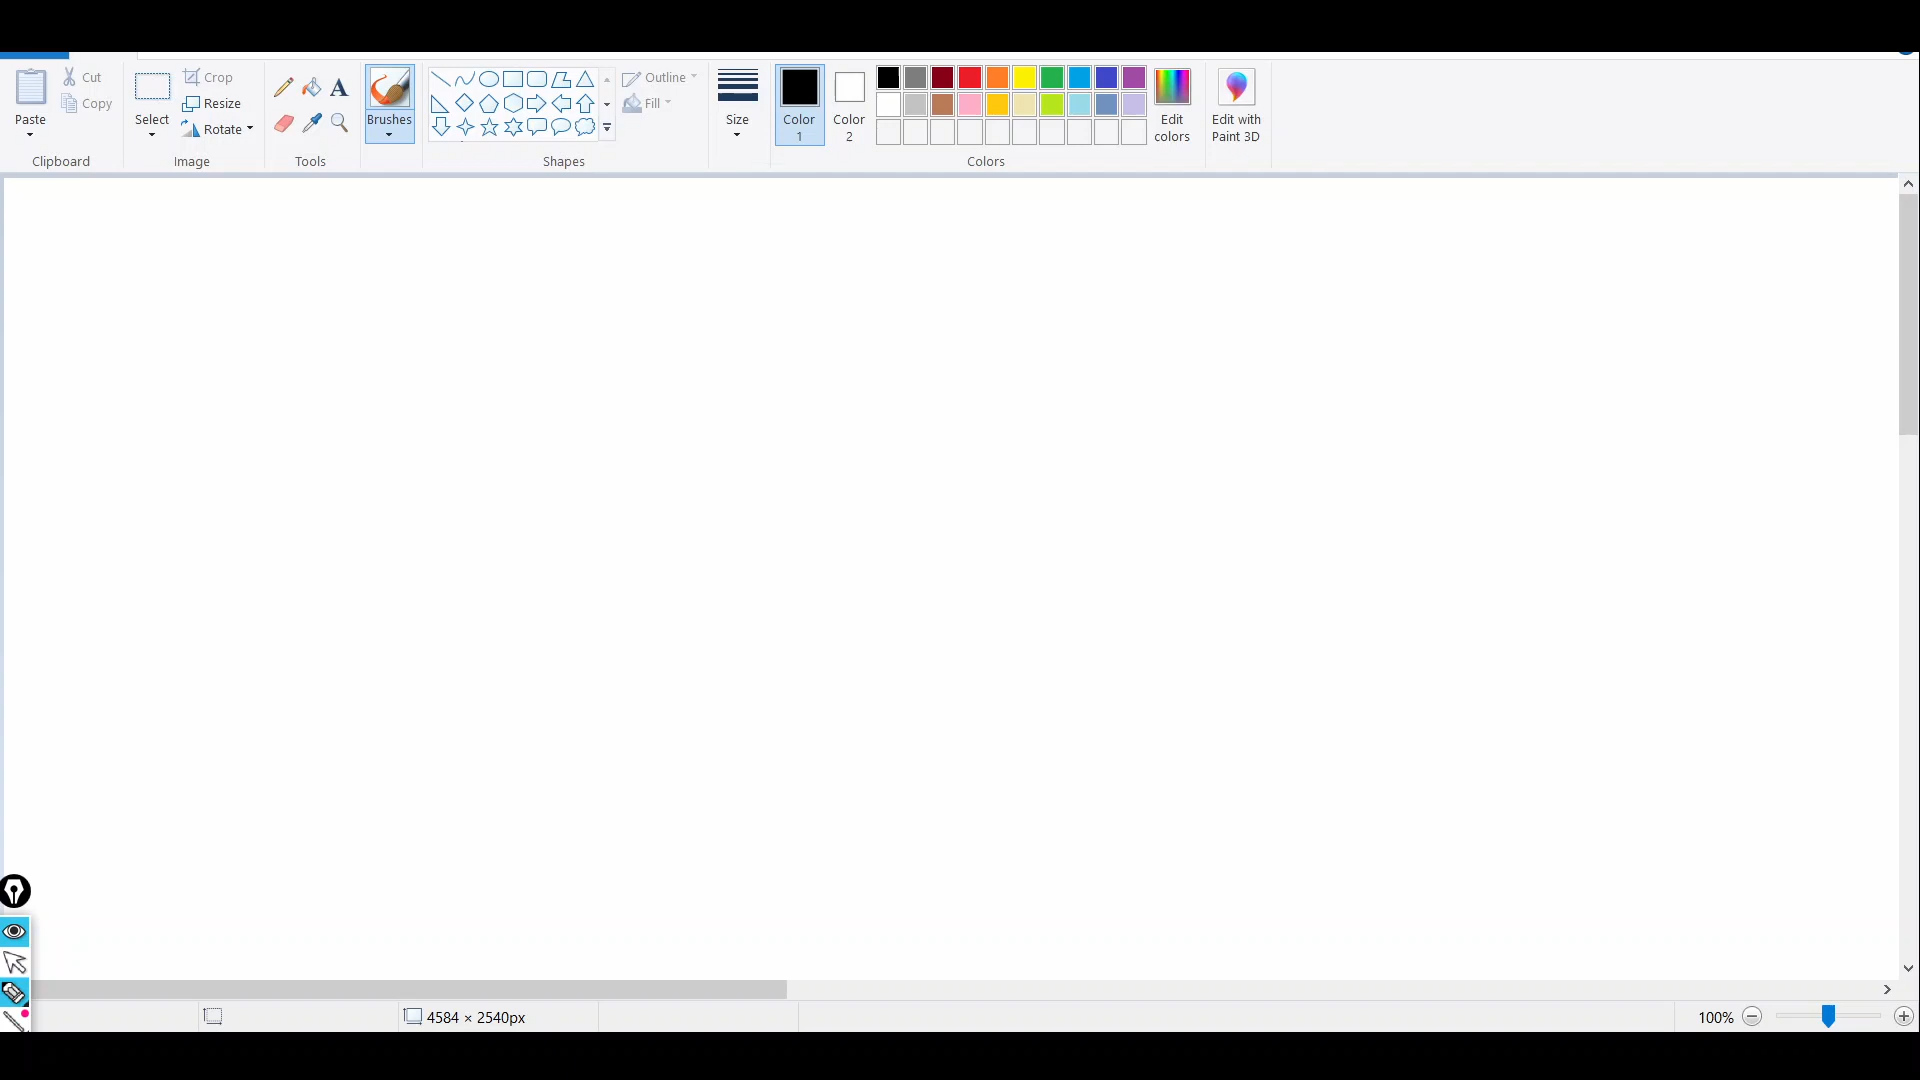 Paste
Cut
Copy
Clipboard
Select
Crop
Resize
Rotate
Image
A
Tools
Brushes
Shapes
Outline
Fill
Size
Color
1
Color
2
Colors
Edit
colors
Edit with
Paint 3D
4584 × 2540px
100%